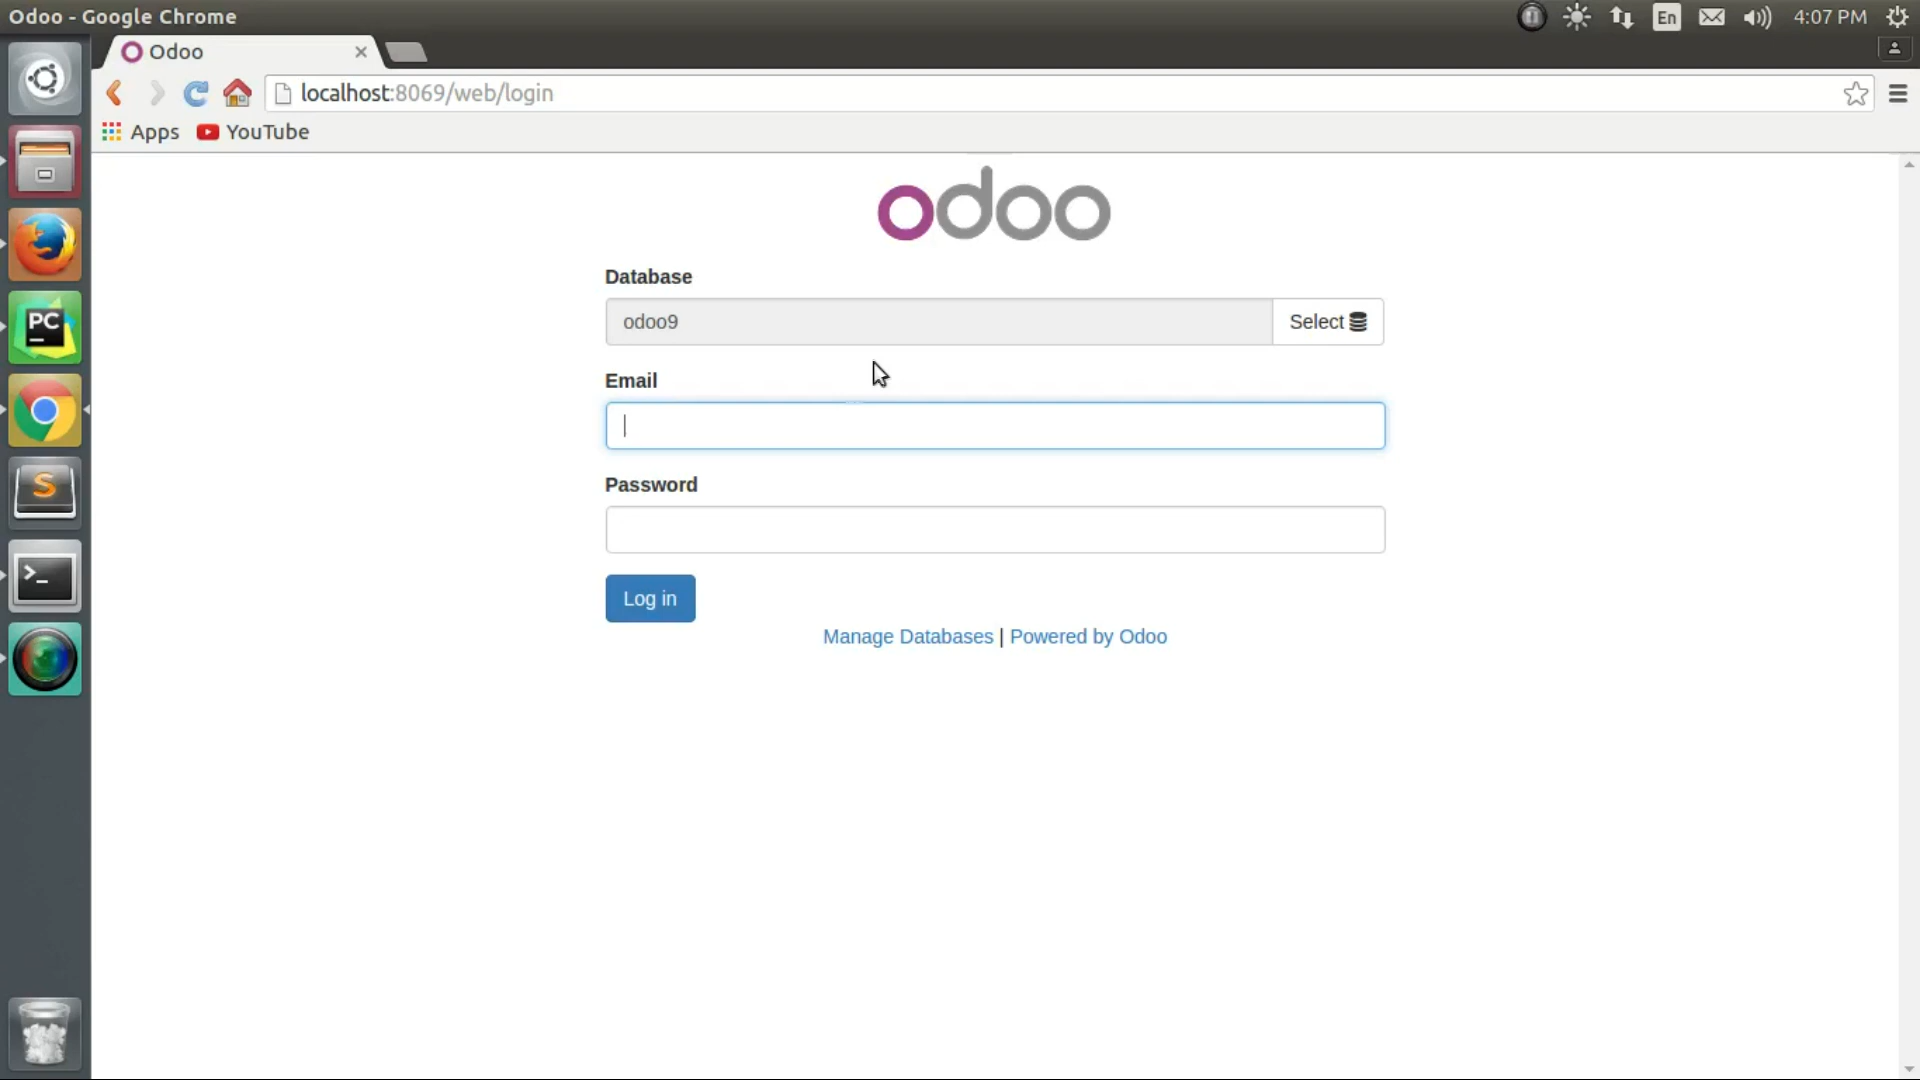 Odoo - Google Chrome
En
4:07 PM
Odoo
localhost:8069/web/login
Apps
YouTube
odoo
Database
odoo9
Select
Email
Password
Log in
Manage Databases | Powered by Odoo
PC
S
>_